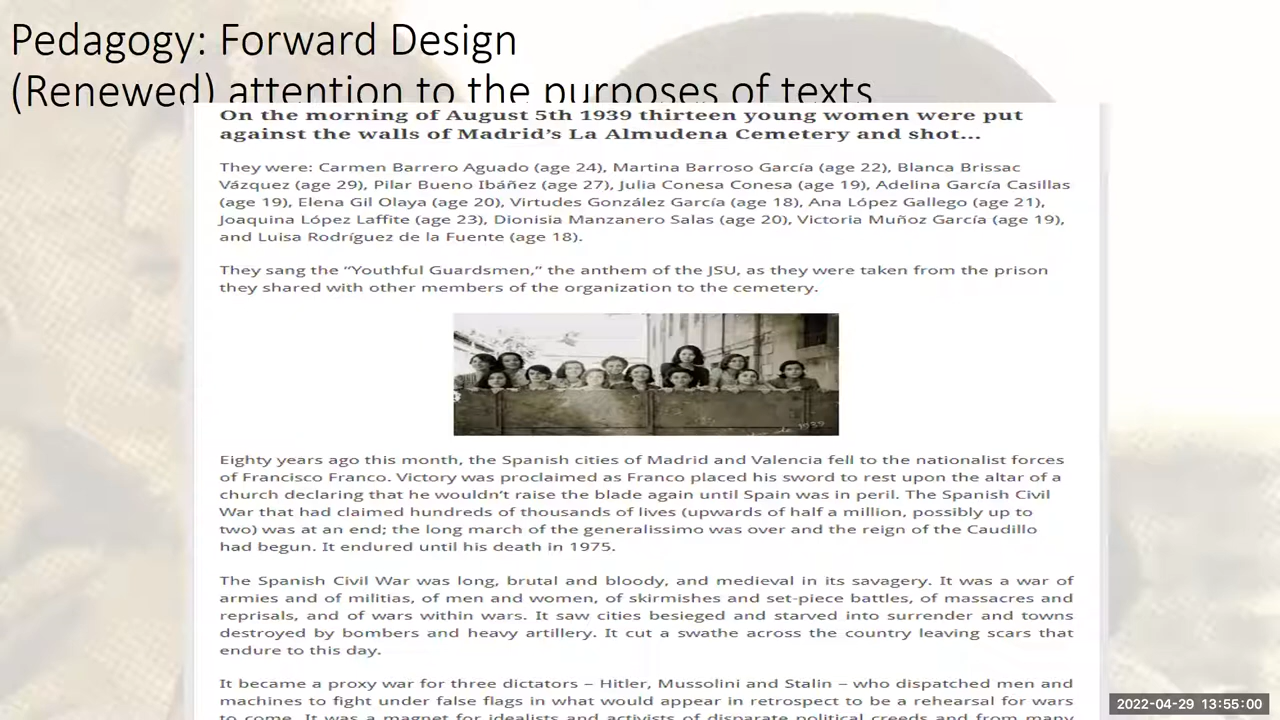 Pedagogy: Forward Design
(Renewed) attention to the purposes of texts
On the morning of August 5th 1939 thirteen young women were put
against the walls of Madrid's La Almudena Cemetery and shot...
They were: Carmen Barrero Aguado (age 24), Martina Barroso García (age 22), Blanca Brissac
Vázquez (age 29), Pilar Bueno Ibáñez (age 27), Julia Conesa Conesa (age 19), Adelina García Casillas
(age 19), Elena Gil Olaya (age 20), Virtudes González García (age 18), Ana López Gallego (age 21),
Joaquina López Laffite (age 23), Dionisia Manzanero Salas (age 20), Victoria Muñoz García (age 19),
and Luisa Rodríguez de la Fuente (age 18).
They sang the “Youthful Guardsmen,” the anthem of the JSU, as they were taken from the prison
they shared with other members of the organization to the cemetery.
1939
Eighty years ago this month, the Spanish cities of Madrid and Valencia fell to the nationalist forces
of Francisco Franco. Victory was proclaimed as Franco placed his sword to rest upon the altar of a
church declaring that he wouldn't raise the blade again until Spain was in peril. The Spanish Civil
War that had claimed hundreds of thousands of lives (upwards of half a million, possibly up to
two) was at an end; the long march of the generalissimo was over and the reign of the Caudillo
had begun. It endured until his death in 1975.
The Spanish Civil War was long, brutal and bloody, and medieval in its savagery. It was a war of
armies and of militias, of men and women, of skirmishes and set-piece battles, of massacres and
reprisals, and of wars within wars. It saw cities besieged and starved into surrender and towns
destroyed by bombers and heavy artillery. It cut a swathe across the country leaving scars that
endure to this day.
It became a proxy war for three dictators – Hitler, Mussolini and Stalin – who dispatched men and
machines to fight under false flags in what would appear in retrospect to be a rehearsal for wars
to come. It was a magnet for idealists and activists of disparate political creeds and from many
2022-04-29 13:55:00